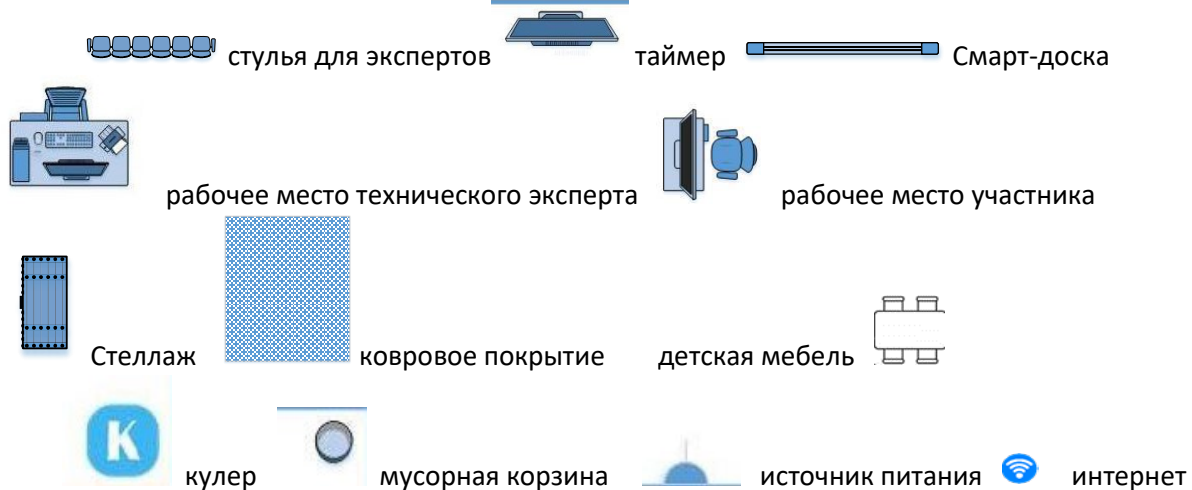 стулья для экспертов таймер Смарт-доска
рабочее место технического эксперта рабочее место участника
Стеллаж ковровое покрытие детская мебель
K кулер мусорная корзина источник питания интернет